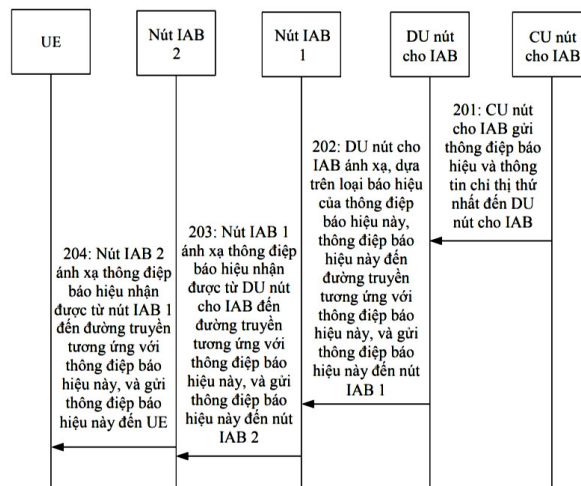 UE
Nút IAB
2
Nút IAB
1
DU nút
cho IAB
CU nút
cho IAB
201: CU nút
cho IAB gửi
thông điệp báo
hiệu và thông
tin chỉ thị thứ
nhất đến DU
nút cho IAB
202: DU nút cho
IAB ánh xạ, dựa
trên loại báo hiệu
của thông điệp
báo hiệu này,
thông điệp báo
hiệu này đến
đường truyền
tương ứng với
thông điệp báo
hiệu này, và gửi
thông điệp báo
hiệu này đến nút
IAB 1
203: Nút IAB 1
ánh xạ thông điệp
báo hiệu nhận
được từ DU nút
cho IAB đến
đường truyền
tương ứng với
thông điệp báo
hiệu này, và gửi
thông điệp báo
hiệu này đến nút
IAB 2
204: Nút IAB 2
ánh xạ thông điệp
báo hiệu nhận
được từ nút IAB 1
đến đường truyền
tương ứng với
thông điệp báo
hiệu này, và gửi
thông điệp báo
hiệu này đến UE